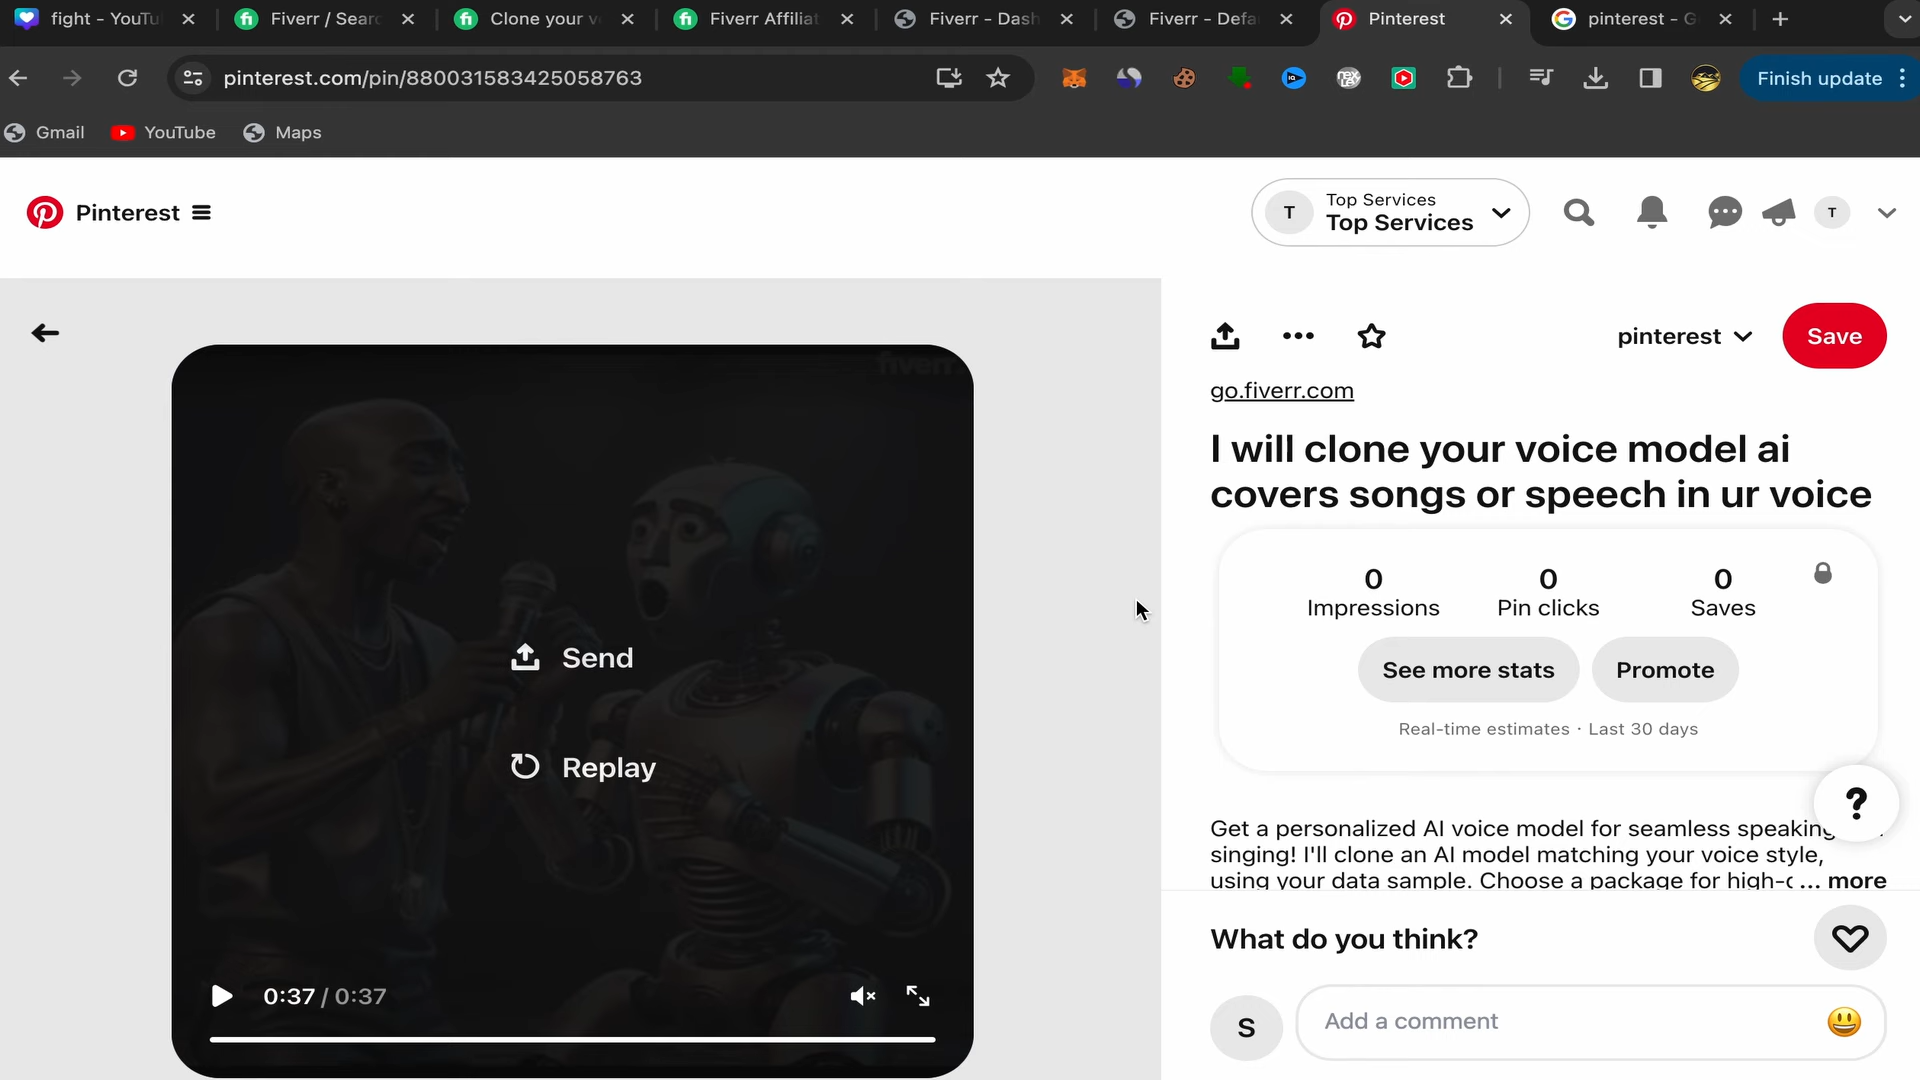 fight - YouTu
Fiverr / Searc
Clone your v
Fiverr Affiliat
Fiverr - Dash
Fiverr - Defa
Pinterest
pinterest - G
pinterest.com/pin/880031583425058763
Finish update
Gmail
YouTube
Maps
Pinterest
T
Top Services
Top Services
T
fiverr
pinterest
Save
go.fiverr.com
I will clone your voice model ai
covers songs or speech in ur voice
0
Impressions
0
Pin clicks
0
Saves
See more stats
Promote
Real-time estimates · Last 30 days
?
Send
Replay
Get a personalized AI voice model for seamless speaking
singing! I'll clone an AI model matching your voice style,
using your data sample. Choose a package for high-c ... more
What do you think?
0:37 / 0:37
S
Add a comment